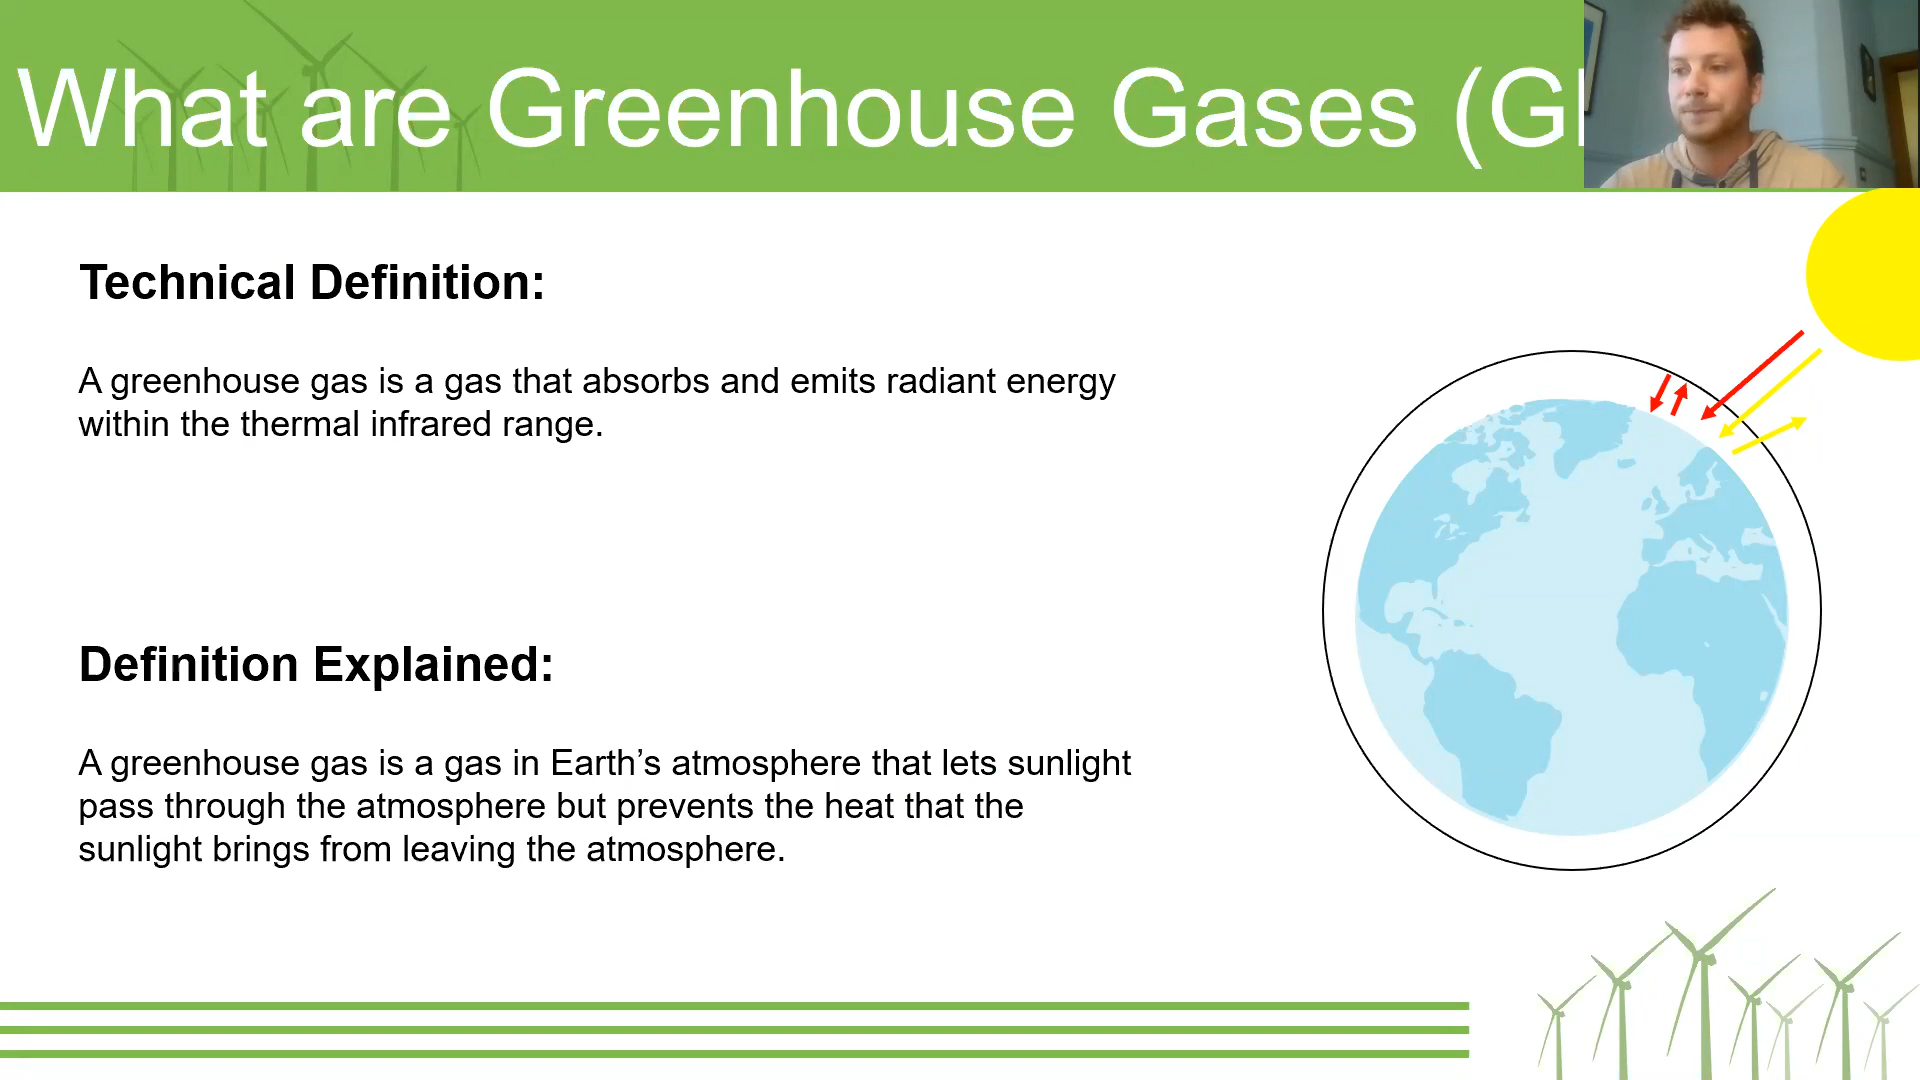 What are Greenhouse Gases (G
Technical Definition:
A greenhouse gas is a gas that absorbs and emits radiant energy
within the thermal infrared range.
Definition Explained:
A greenhouse gas is a gas in Earth’s atmosphere that lets sunlight
pass through the atmosphere but prevents the heat that the
sunlight brings from leaving the atmosphere.